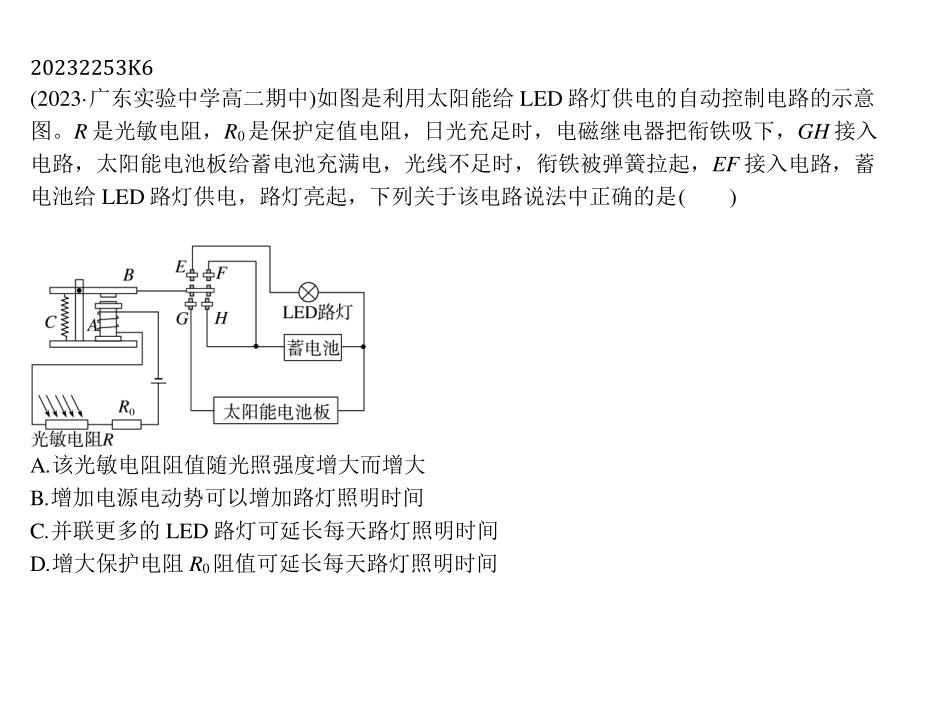 20232253K6
(2023·广东实验中学高二期中)如图是利用太阳能给 LED 路灯供电的自动控制电路的示意
图。R 是光敏电阻，R0是保护定值电阻，日光充足时，电磁继电器把衔铁吸下，GH 接入
电路，太阳能电池板给蓄电池充满电，光线不足时，衔铁被弹簧拉起，EF 接入电路，蓄
电池给 LED 路灯供电，路灯亮起，下列关于该电路说法中正确的是(　　)
B
E
F
C
A
G
H
LED路灯
蓄电池
R0
太阳能电池板
光敏电阻R
A.该光敏电阻阻值随光照强度增大而增大
B.增加电源电动势可以增加路灯照明时间
C.并联更多的 LED 路灯可延长每天路灯照明时间
D.增大保护电阻 R0阻值可延长每天路灯照明时间